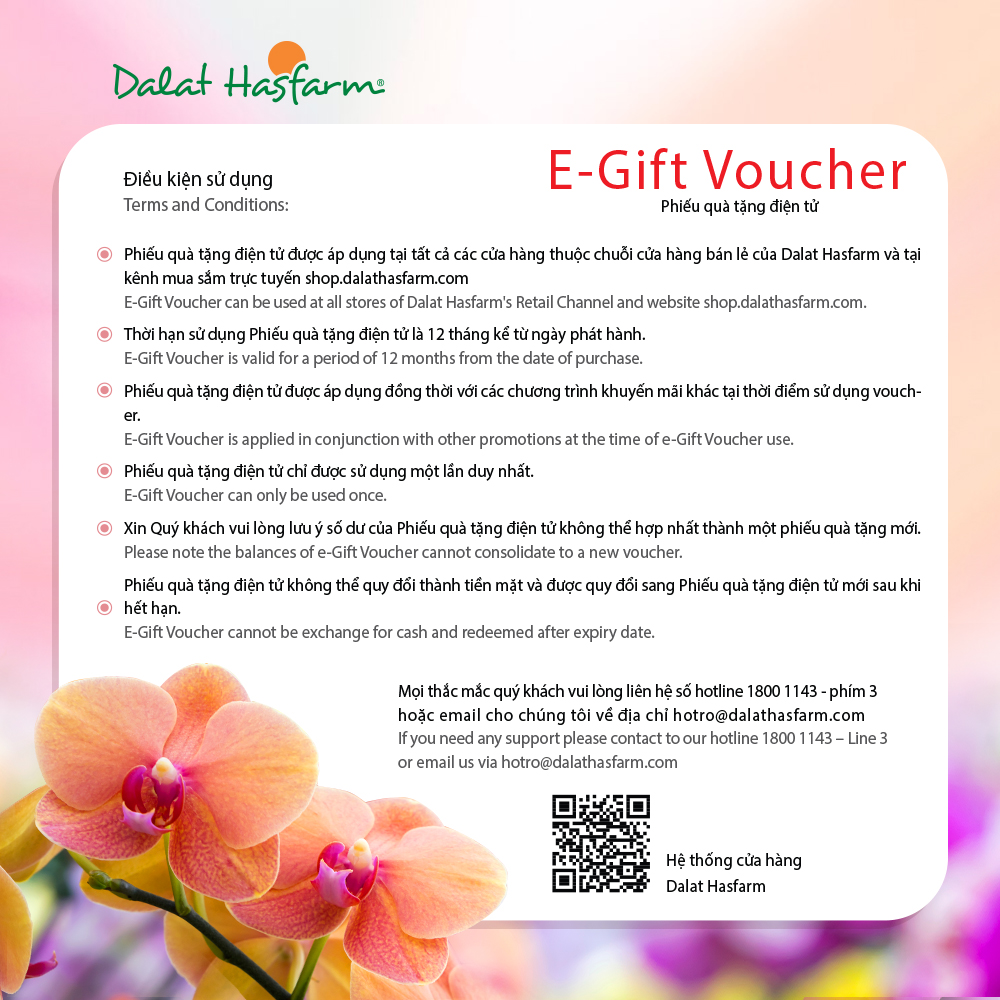 Dalat Hasfarm®
E-Gift Voucher
Phiếu quà tặng điện tử
Điều kiện sử dụng
Terms and Conditions:
Phiếu quà tặng điện tử được áp dụng tại tất cả các cửa hàng thuộc chuỗi cửa hàng bán lẻ của Dalat Hasfarm và tại
kênh mua sắm trực tuyến shop.dalathasfarm.com
E-Gift Voucher can be used at all stores of Dalat Hasfarm's Retail Channel and website shop.dalathasfarm.com.
Thời hạn sử dụng Phiếu quà tặng điện tử là 12 tháng kể từ ngày phát hành.
E-Gift Voucher is valid for a period of 12 months from the date of purchase.
Phiếu quà tặng điện tử được áp dụng đồng thời với các chương trình khuyến mãi khác tại thời điểm sử dụng vouch-
er.
E-Gift Voucher is applied in conjunction with other promotions at the time of e-Gift Voucher use.
Phiếu quà tặng điện tử chỉ được sử dụng một lần duy nhất.
E-Gift Voucher can only be used once.
Xin Quý khách vui lòng lưu ý số dư của Phiếu quà tặng điện tử không thể hợp nhất thành một phiếu quà tặng mới.
Please note the balances of e-Gift Voucher cannot consolidate to a new voucher.
Phiếu quà tặng điện tử không thể quy đổi thành tiền mặt và được quy đổi sang Phiếu quà tặng điện tử mới sau khi
hết hạn.
E-Gift Voucher cannot be exchange for cash and redeemed after expiry date.
Mọi thắc mắc quý khách vui lòng liên hệ số hotline 1800 1143 - phím 3
hoặc email cho chúng tôi về địa chỉ hotro@dalathasfarm.com
If you need any support please contact to our hotline 1800 1143 – Line 3
or email us via hotro@dalathasfarm.com
Hệ thống cửa hàng
Dalat Hasfarm